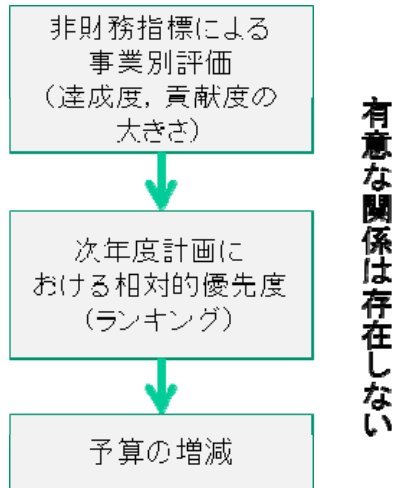 非財務指標による
事業別評価
（達成度，貢献度の
大きさ）
次年度計画に
おける相対的優先度
（ランキング）
予算の増減
有意な関係は存在しない